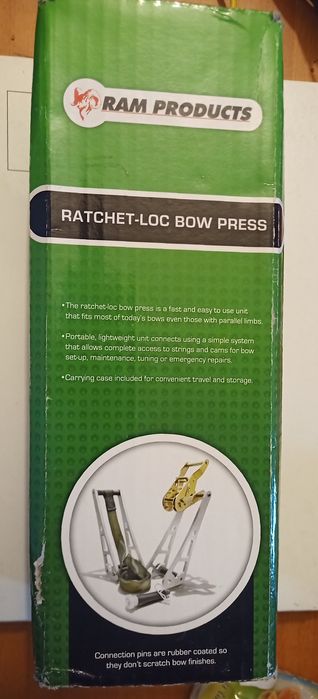 RAM PRODUCTS
RATCHET-LOC BOW PRESS
•The ratchet-loc bow press is a fast and easy to use unit
that fits most of today's bows even those with parallel limbs.
•Portable, lightweight unit connects using a simple system
that allows complete access to strings and cams for bow
set-up, maintenance, tuning or emergency repairs.
•Carrying case included for convenient travel and storage.
Connection pins are rubber coated so
they don't scratch bow finishes.